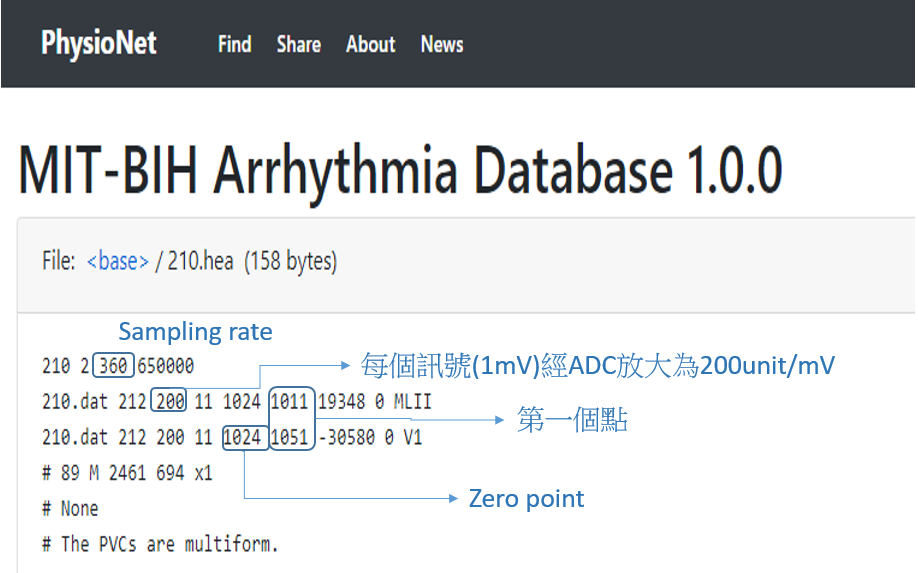 PhysioNet Find Share About News
MIT-BIH Arrhythmia Database 1.0.0
File: <base> / 210.hea (158 bytes)
Sampling rate
210 2 360 650000
每個訊號(1mV)經ADC放大為200unit/mV
210.dat 212 200 11 1024 1011 19348 0 MLII
第一個點
210.dat 212 200 11 1024 1051 -30580 0 V1
# 89 M 2461 694 x1
Zero point
# None
# The PVCs are multiform.